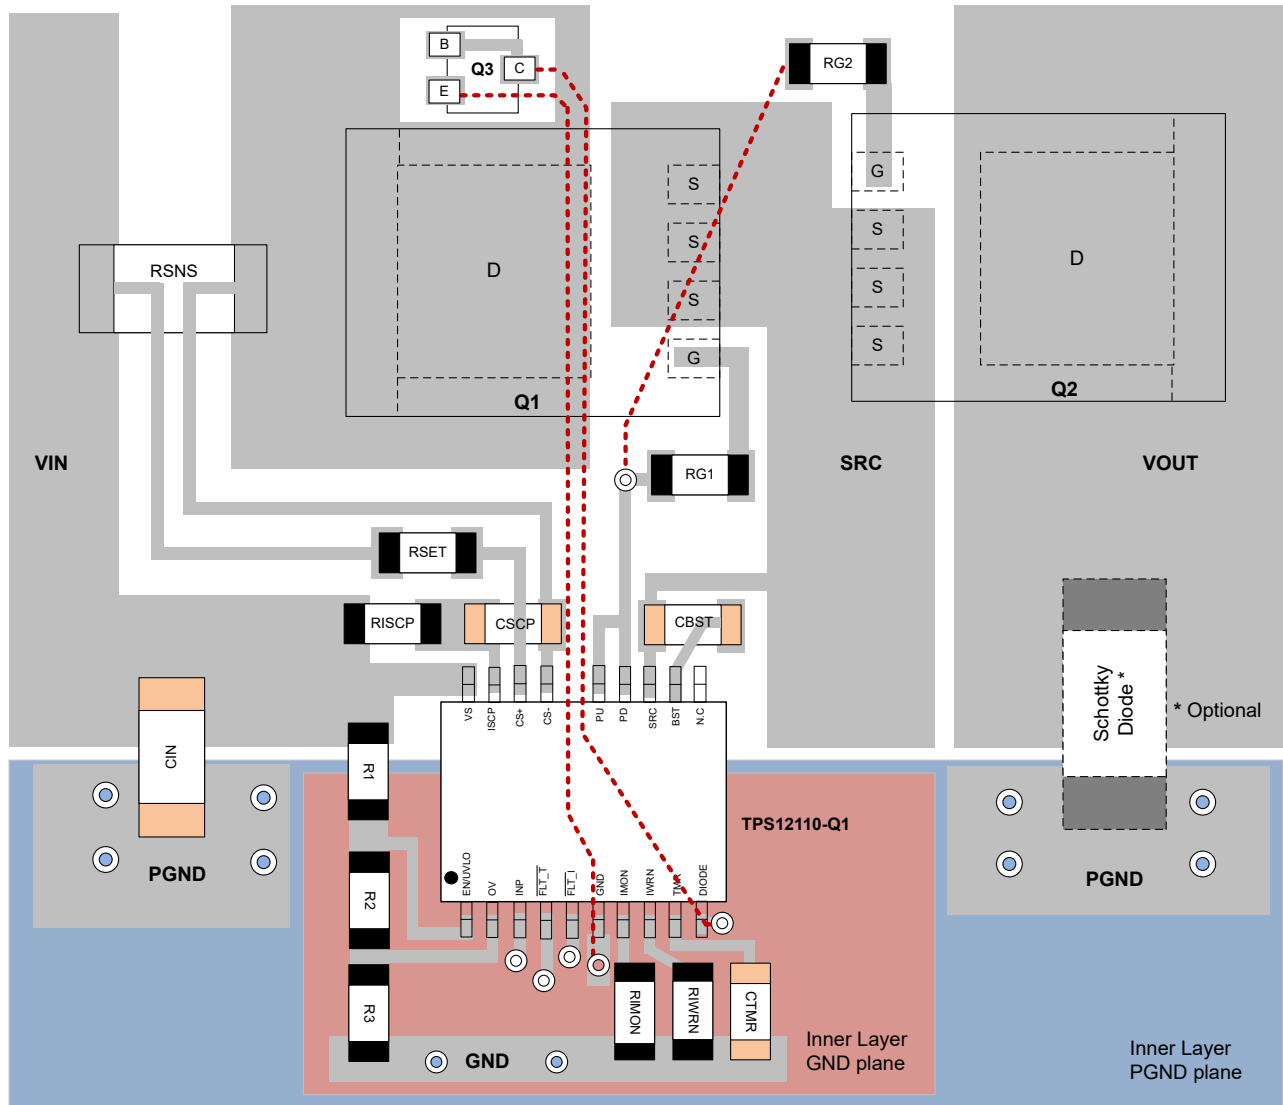 B
Q3
C
E
RG2
S
G
S
S
RSNS
D
D
S
S
S
G
Q1
Q2
VIN
RG1
SRC
VOUT
RSET
RISCP
CSCP
CBST
VS
ISCP
CS+
CS-
PU
PD
SRC
BST
N.C
Schottky
Diode *
* Optional
CIN
R1
TPS12110-Q1
EN/UVLO
OV
INP
FLT_T
FLT_I
GND
IMON
IWRN
TMR
DIODE
PGND
PGND
R2
R3
RIMON
RIWRN
CTMR
GND
Inner Layer
GND plane
Inner Layer
PGND plane